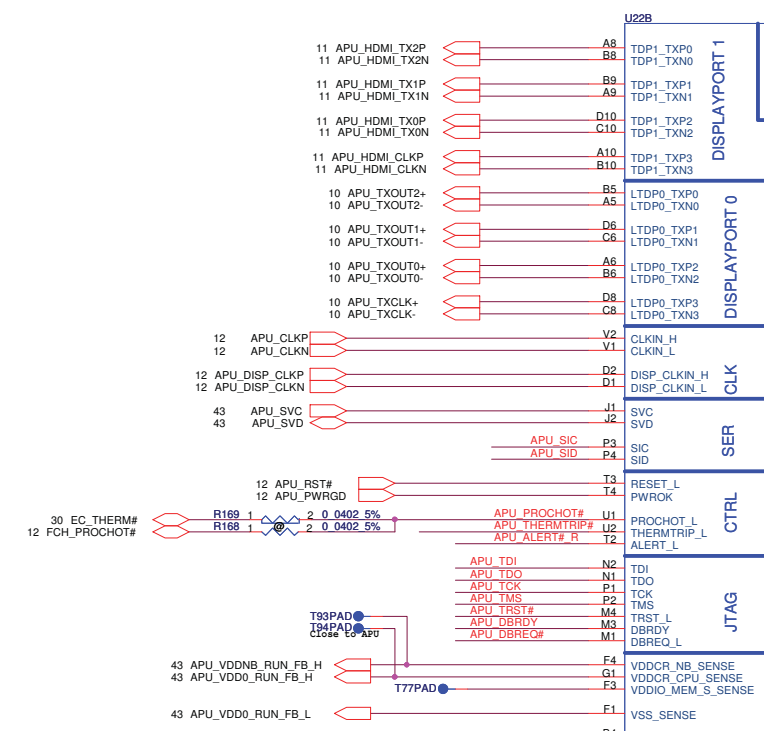 U22B
11 APU_HDMI_TX2P A8 TDP1_TXP0
11 APU_HDMI_TX2N B8 TDP1_TXN0
11 APU_HDMI_TX1P B9 TDP1_TXP1
11 APU_HDMI_TX1N A9 TDP1_TXN1
11 APU_HDMI_TX0P D10 TDP1_TXP2
11 APU_HDMI_TX0N C10 TDP1_TXN2
11 APU_HDMI_CLKP A10 TDP1_TXP3
11 APU_HDMI_CLKN B10 TDP1_TXN3
DISPLAYPORT 1
10 APU_TXOUT2+ B5 LTDP0_TXP0
10 APU_TXOUT2- A5 LTDP0_TXN0
10 APU_TXOUT1+ D6 LTDP0_TXP1
10 APU_TXOUT1- C6 LTDP0_TXN1
10 APU_TXOUT0+ A6 LTDP0_TXP2
10 APU_TXOUT0- B6 LTDP0_TXN2
10 APU_TXCLK+ D8 LTDP0_TXP3
10 APU_TXCLK- C8 LTDP0_TXN3
DISPLAYPORT 0
12 APU_CLKP V2 CLKIN_H
12 APU_CLKN V1 CLKIN_L
12 APU_DISP_CLKP D2 DISP_CLKIN_H
12 APU_DISP_CLKN D1 DISP_CLKIN_L
CLK
43 APU_SVC J1 SVC
43 APU_SVD J2 SVD
APU_SIC P3 SIC
APU_SID P4 SID
SER
12 APU_RST# T3 RESET_L
12 APU_PWRGD T4 PWROK
30 EC_THERM# R169 1 2 0_0402_5% APU_PROCHOT# U1 PROCHOT_L
12 FCH_PROCHOT# R168 1 @ 2 0_0402_5% APU_THERMTRIP# U2 THERMTRIP_L
APU_ALERT#_R T2 ALERT_L
CTRL
APU_TDI N2 TDI
APU_TDO N1 TDO
APU_TCK P1 TCK
APU_TMS P2 TMS
APU_TRST# M4 TRST_L
APU_DBRDY M3 DBRDY
APU_DBREQ# M1 DBREQ_L
JTAG
T93PAD
T94PAD
Close to APU
43 APU_VDDNB_RUN_FB_H F4 VDDCR_NB_SENSE
43 APU_VDD0_RUN_FB_H G1 VDDCR_CPU_SENSE
T77PAD F3 VDDIO_MEM_S_SENSE
43 APU_VDD0_RUN_FB_L F1 VSS_SENSE